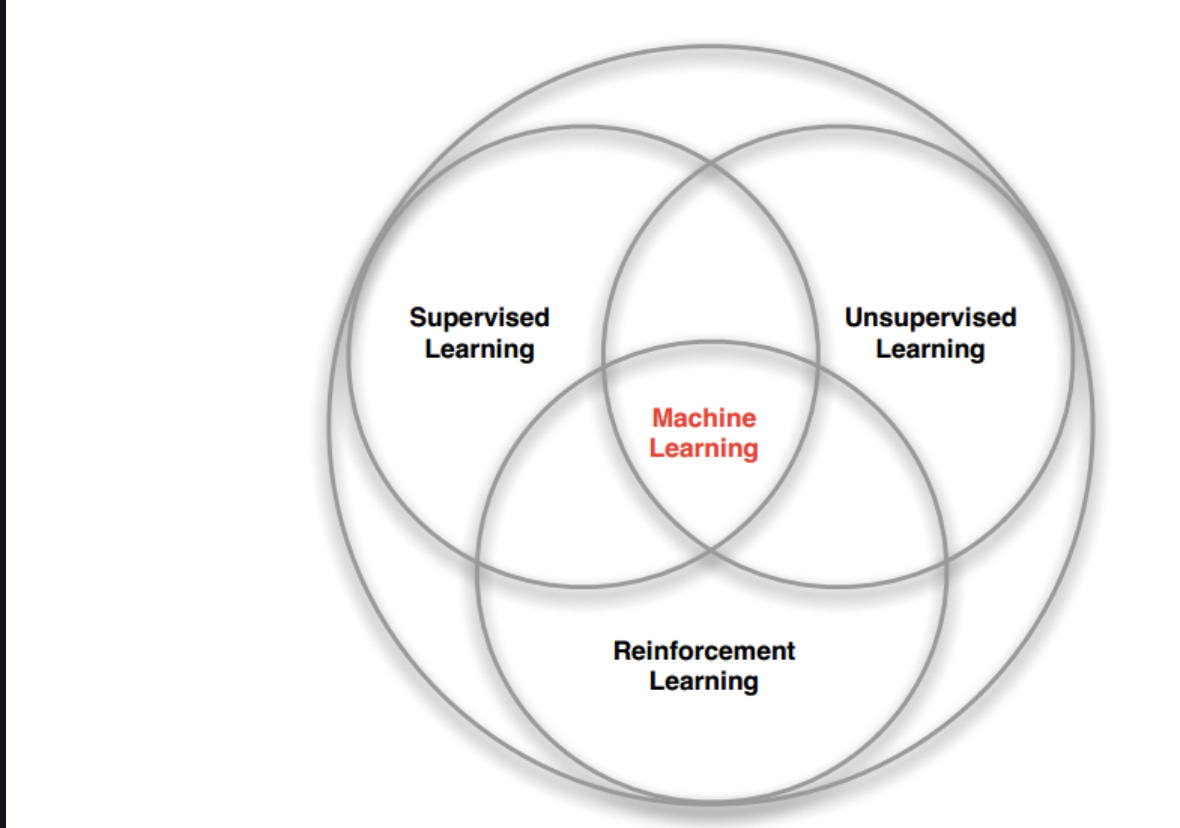 Supervised
Learning
Unsupervised
Learning
Machine
Learning
Reinforcement
Learning